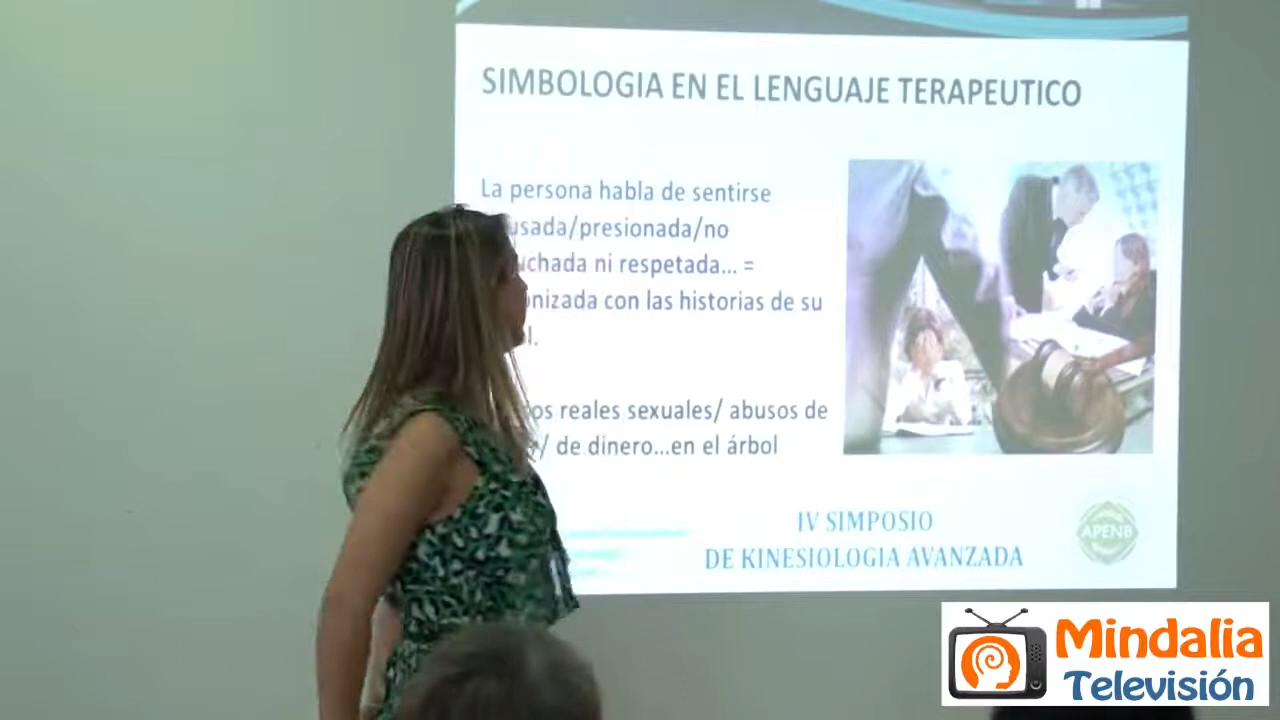 SIMBOLOGIA EN EL LENGUAJE TERAPEUTICO
La persona habla de sentirse
usada/presionada/no
uchada ni respetada... =
onizada con las historias de su
l.
os reales sexuales/ abusos de
/ de dinero...en el árbol
IV SIMPOSIO
DE KINESIOLOGIA AVANZADA
APENB
Mindalia
Televisión